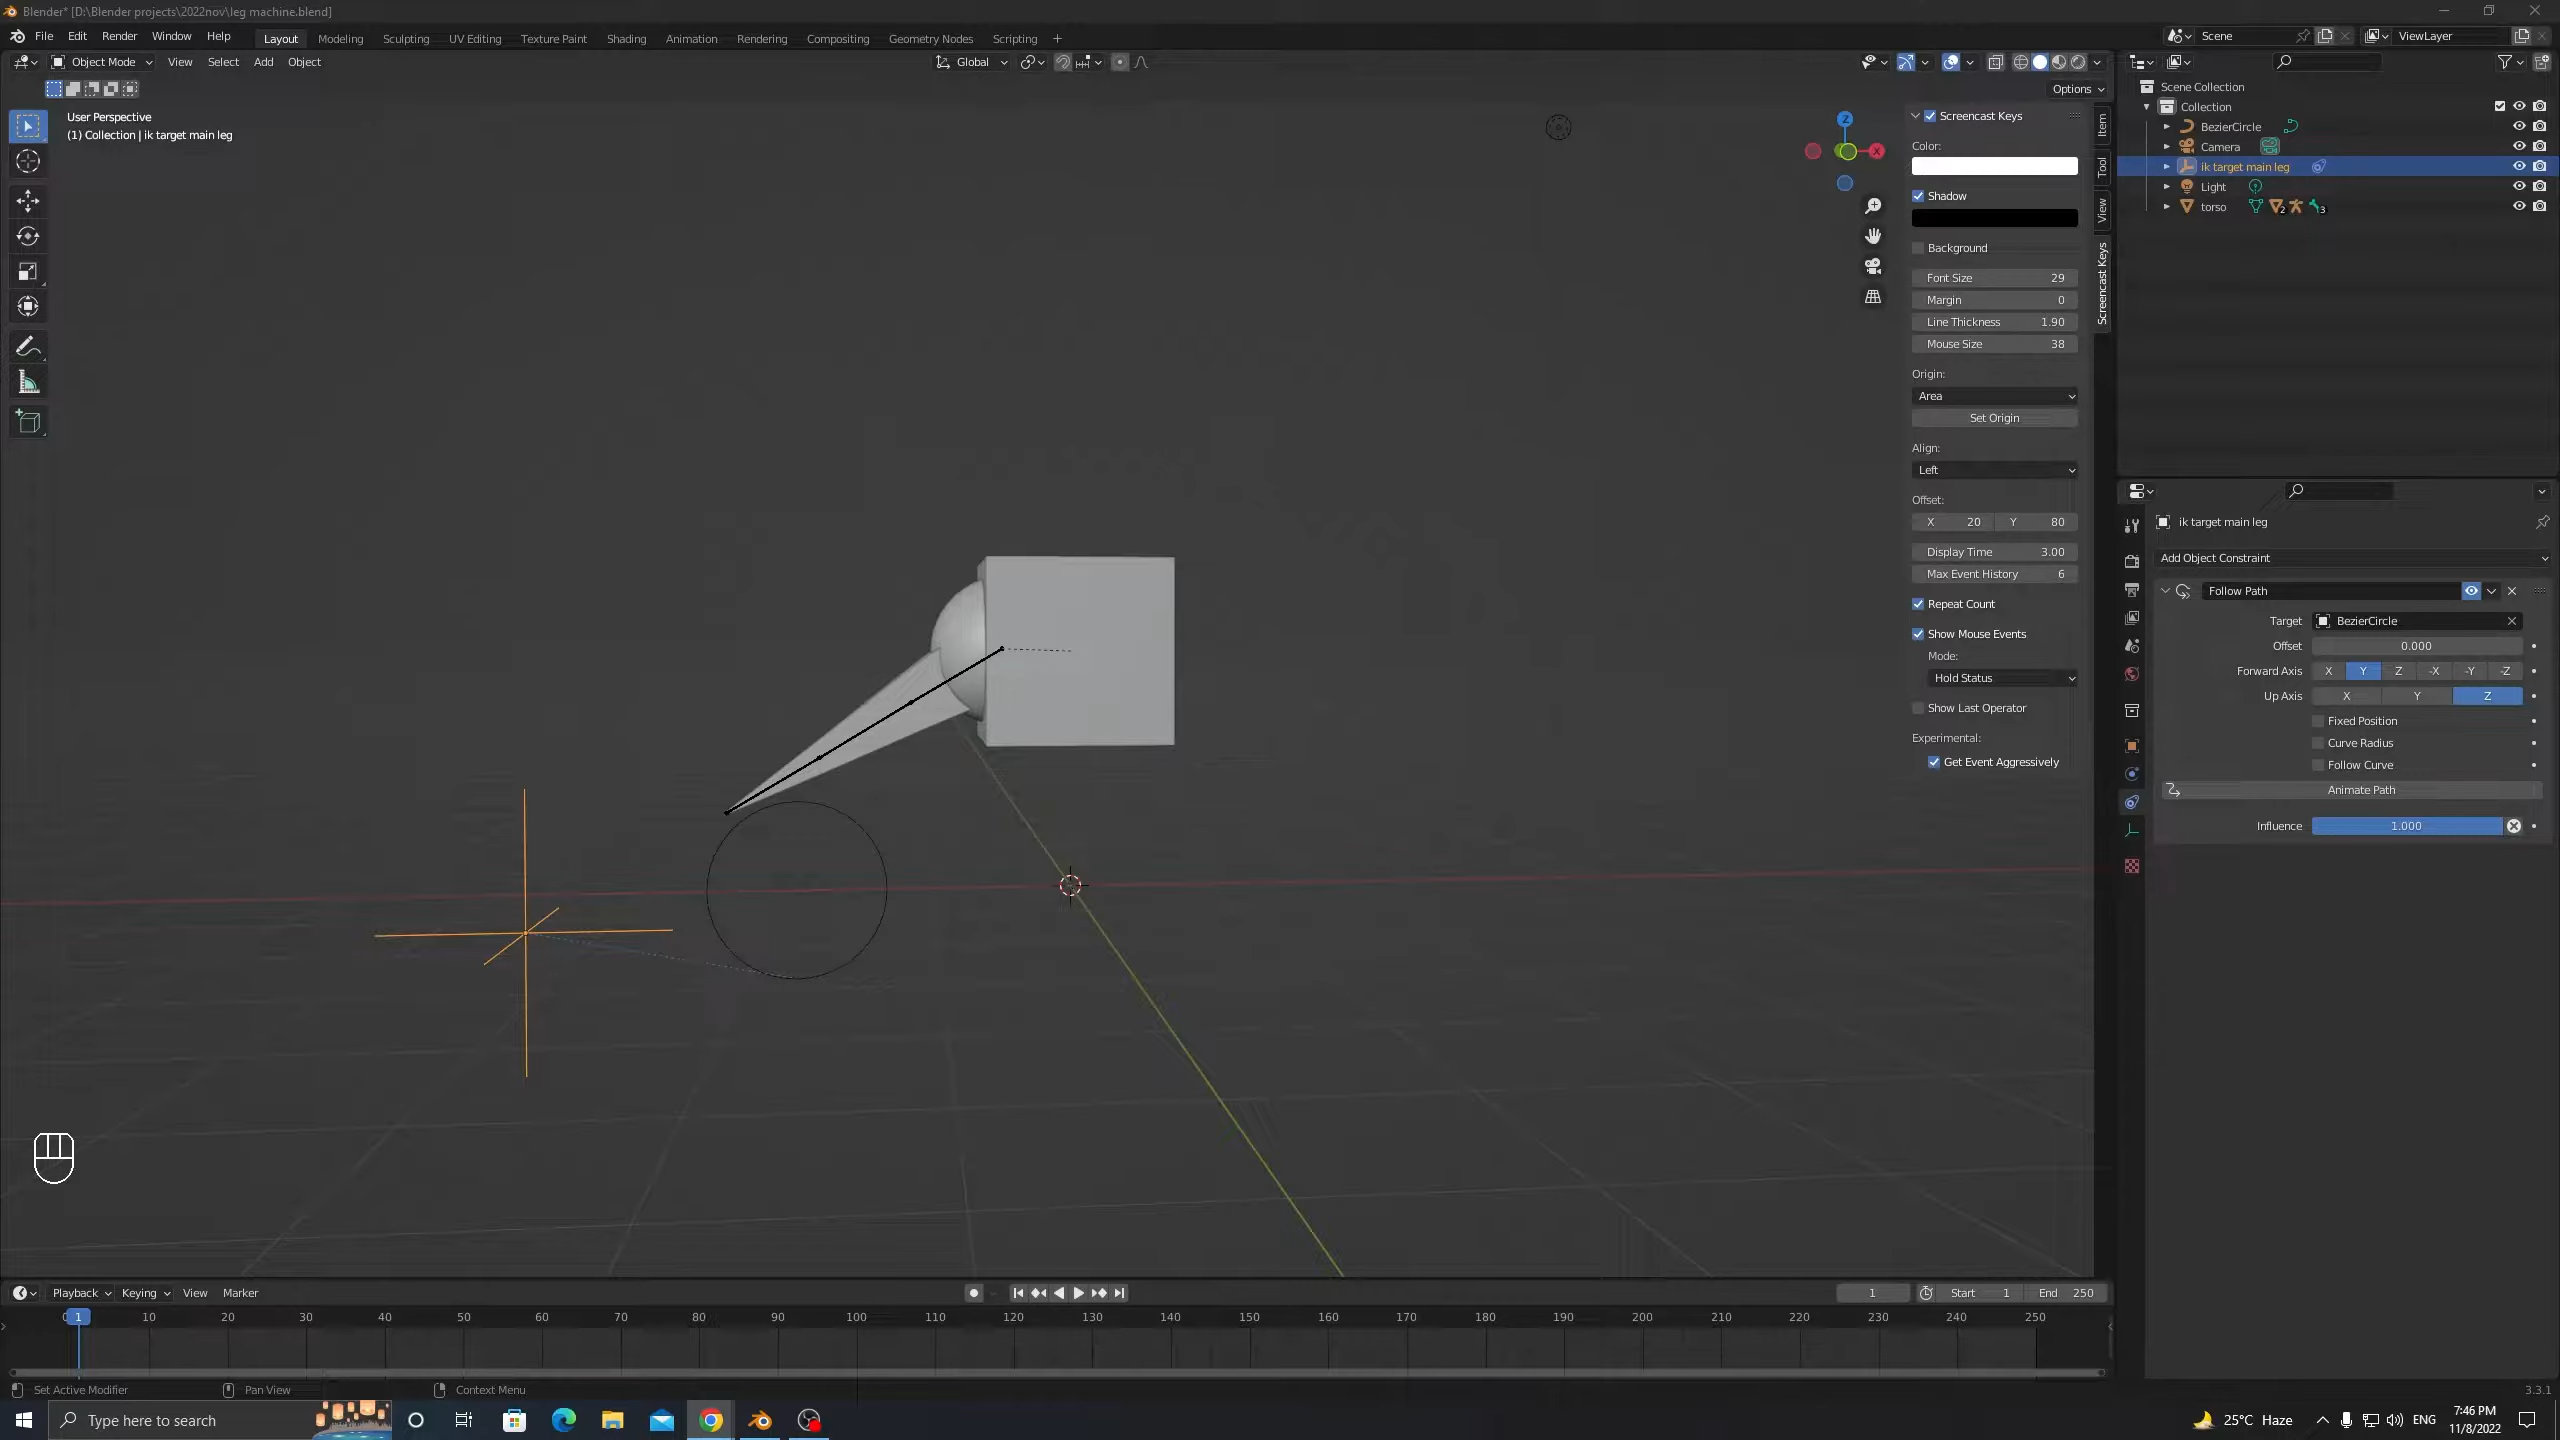 Blender* [D:\Blender projects\2022nov\leg machine.blend]
File Edit Render Window Help
Layout Modeling Sculpting UV Editing Texture Paint Shading Animation Rendering Compositing Geometry Nodes Scripting +
Scene
ViewLayer
Object Mode View Select Add Object
Global
Options
User Perspective
(1) Collection | ik target main leg
Z
X
Screencast Keys
Color:
Shadow
Background
Font Size 29
Margin 0
Line Thickness 1.90
Mouse Size 38
Origin:
Area
Set Origin
Align:
Left
Offset:
X 20 Y 80
Display Time 3.00
Max Event History 6
Repeat Count
Show Mouse Events
Mode:
Hold Status
Show Last Operator
Experimental:
Get Event Aggressively
Item
Tool
View
Screencast Keys
Scene Collection
Collection
BezierCircle
Camera
ik target main leg
Light
torso 2 3
ik target main leg
Add Object Constraint
Follow Path
Target BezierCircle
Offset 0.000
Forward Axis X Y Z -X -Y -Z
Up Axis X Y Z
Fixed Position
Curve Radius
Follow Curve
Animate Path
Influence 1.000
Playback Keying View Marker
1 Start 1 End 250
0 1 10 20 30 40 50 60 70 80 90 100 110 120 130 140 150 160 170 180 190 200 210 220 230 240 250
Set Active Modifier Pan View Context Menu
3.3.1
Type here to search
25°C Haze
ENG
7:46 PM
11/8/2022